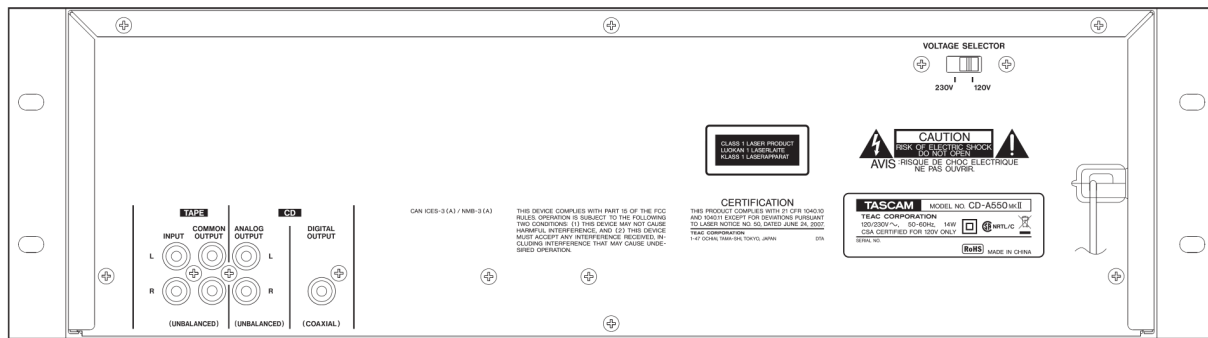 VOLTAGE SELECTOR
230V 120V
CLASS 1 LASER PRODUCT
LUOKAN 1 LASERLAITE
KLASS 1 LASERAPPARAT
CAUTION
RISK OF ELECTRIC SHOCK
DO NOT OPEN
AVIS :RISQUE DE CHOC ELECTRIQUE
NE PAS OUVRIR.
TAPE
CD
INPUT
COMMON
OUTPUT
ANALOG
OUTPUT
DIGITAL
OUTPUT
L
L
R
R
(UNBALANCED)
(UNBALANCED)
(COAXIAL)
CAN ICES-3 (A) / NMB-3 (A)
THIS DEVICE COMPLIES WITH PART 15 OF THE FCC
RULES OPERATION IS SUBJECT TO THE FOLLOWING
TWO CONDITIONS: (1) THIS DEVICE MAY NOT CAUSE
HARMFUL INTERFERENCE, AND (2) THIS DEVICE
MUST ACCEPT ANY INTERFERENCE RECEIVED, IN-
CLUDING INTERFERENCE THAT MAY CAUSE UNDE-
SIRED OPERATION.
CERTIFICATION
THIS PRODUCT COMPLIES WITH 21 CFR 1040.10
AND 1040.11 EXCEPT FOR DEVIATIONS PURSUANT
TO LASER NOTICE NO. 50, DATED JUNE 24, 2007.
TEAC CORPORATION
1-47 OCHIAI, TAMA-SHI, TOKYO, JAPAN DTA
TASCAM MODEL NO. CD-A550MKII
TEAC CORPORATION
120/230V~, 50-60Hz, 14W
CSA CERTIFIED FOR 120V ONLY
NRTL/C
SERIAL NO.
RoHS MADE IN CHINA